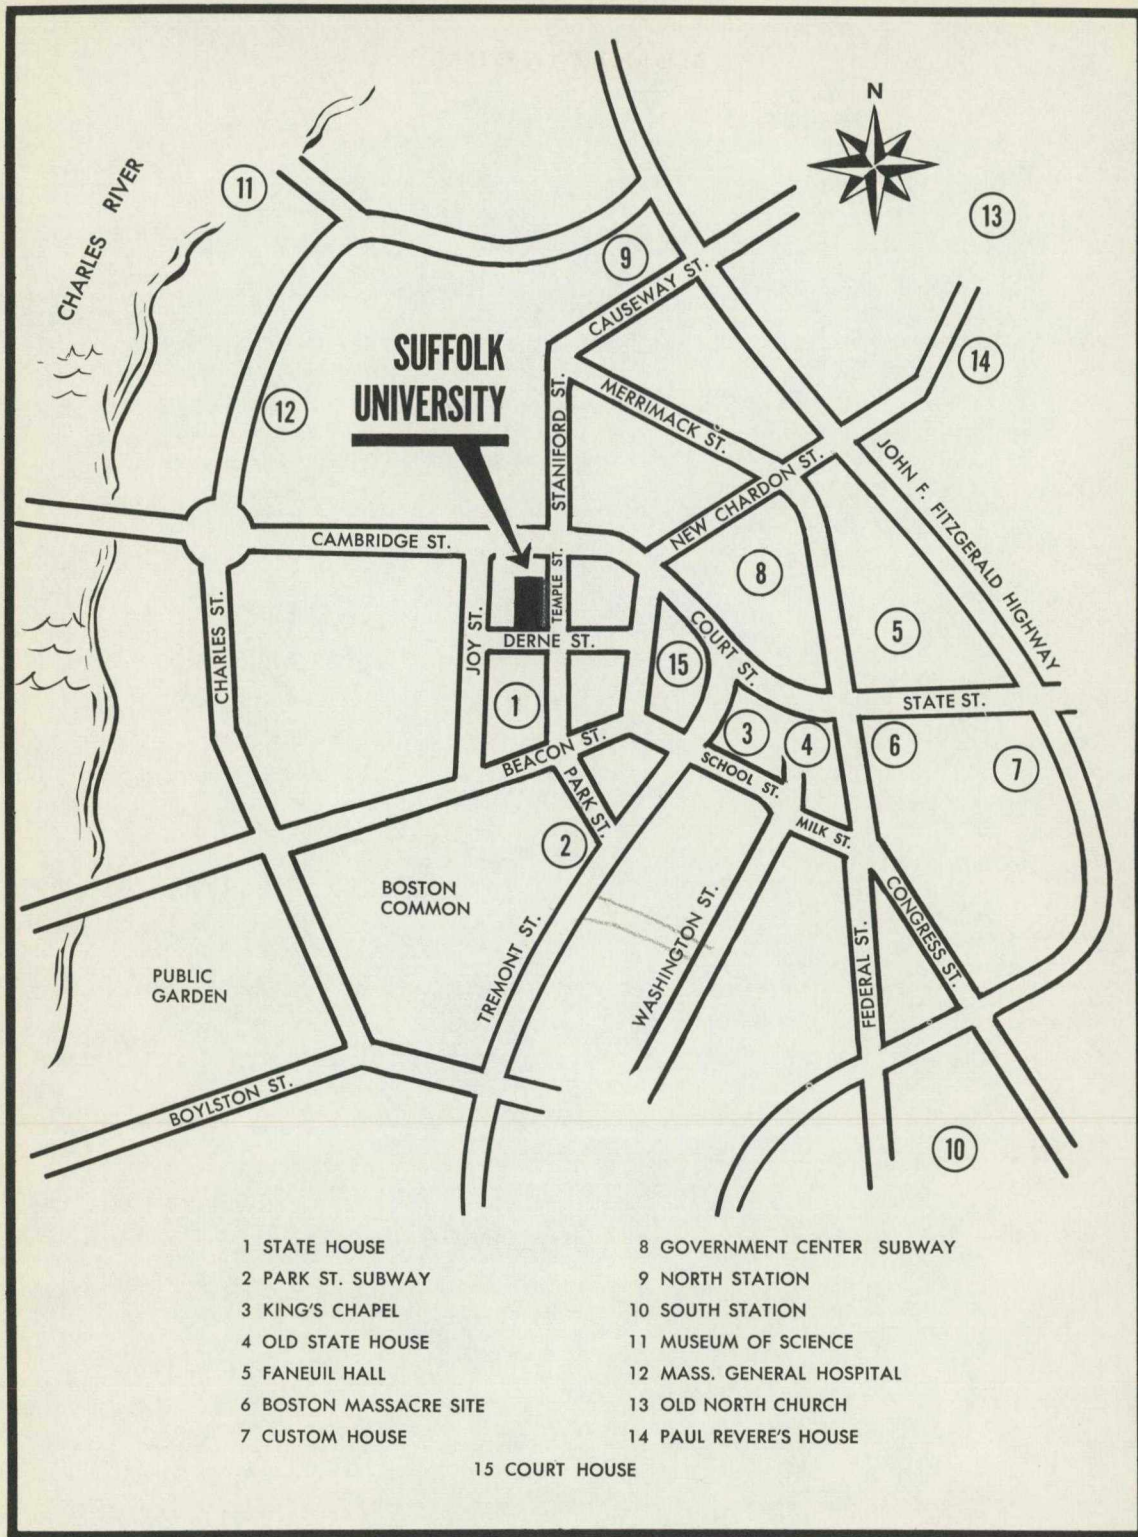 N
CHARLES RIVER
11
13
9
CAUSEWAY ST.
SUFFOLK
UNIVERSITY
14
12
STANIFORD ST.
MERRIMACK ST.
JOHN F. FITZGERALD HIGHWAY
NEW CHARDON ST.
CAMBRIDGE ST.
8
TEMPLE ST.
CHARLES ST.
JOY ST.
DERNE ST.
COURT ST.
5
15
1
STATE ST.
3
4
6
7
BEACON ST.
SCHOOL ST.
PARK ST.
2
MILK ST.
BOSTON
COMMON
WASHINGTON ST.
CONGRESS ST.
TREMONT ST.
FEDERAL ST.
PUBLIC
GARDEN
BOYLSTON ST.
10
1 STATE HOUSE
2 PARK ST. SUBWAY
3 KING'S CHAPEL
4 OLD STATE HOUSE
5 FANEUIL HALL
6 BOSTON MASSACRE SITE
7 CUSTOM HOUSE
8 GOVERNMENT CENTER SUBWAY
9 NORTH STATION
10 SOUTH STATION
11 MUSEUM OF SCIENCE
12 MASS. GENERAL HOSPITAL
13 OLD NORTH CHURCH
14 PAUL REVERE'S HOUSE
15 COURT HOUSE